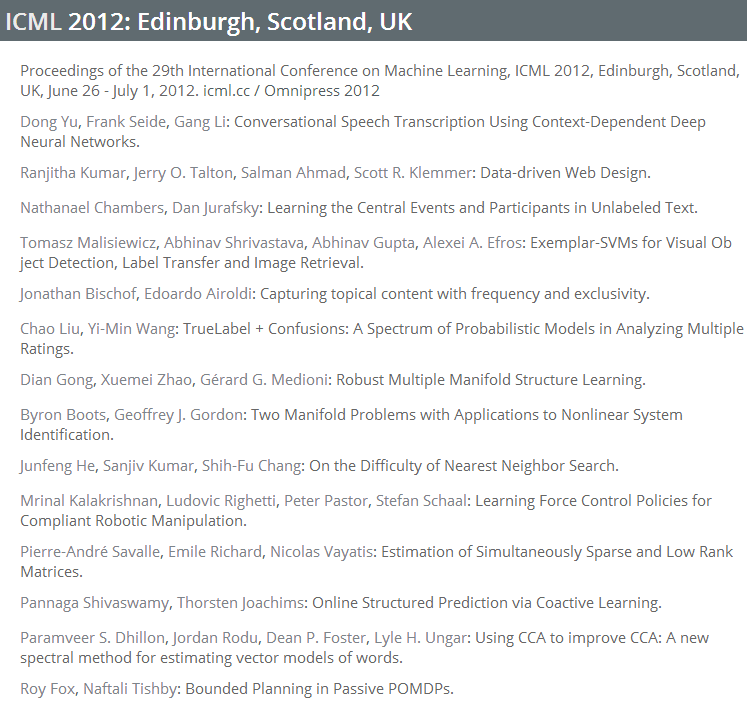 ICML 2012: Edinburgh, Scotland, UK
Proceedings of the 29th International Conference on Machine Learning, ICML 2012, Edinburgh, Scotland,
UK, June 26 - July 1, 2012. icml.cc / Omnipress 2012
Dong Yu, Frank Seide, Gang Li: Conversational Speech Transcription Using Context-Dependent Deep
Neural Networks.
Ranjitha Kumar, Jerry O. Talton, Salman Ahmad, Scott R. Klemmer: Data-driven Web Design.
Nathanael Chambers, Dan Jurafsky: Learning the Central Events and Participants in Unlabeled Text.
Tomasz Malisiewicz, Abhinav Shrivastava, Abhinav Gupta, Alexei A. Efros: Exemplar-SVMs for Visual Ob
ject Detection, Label Transfer and Image Retrieval.
Jonathan Bischof, Edoardo Airoldi: Capturing topical content with frequency and exclusivity.
Chao Liu, Yi-Min Wang: TrueLabel + Confusions: A Spectrum of Probabilistic Models in Analyzing Multiple
Ratings.
Dian Gong, Xuemei Zhao, Gérard G. Medioni: Robust Multiple Manifold Structure Learning.
Byron Boots, Geoffrey J. Gordon: Two Manifold Problems with Applications to Nonlinear System
Identification.
Junfeng He, Sanjiv Kumar, Shih-Fu Chang: On the Difficulty of Nearest Neighbor Search.
Mrinal Kalakrishnan, Ludovic Righetti, Peter Pastor, Stefan Schaal: Learning Force Control Policies for
Compliant Robotic Manipulation.
Pierre-André Savalle, Emile Richard, Nicolas Vayatis: Estimation of Simultaneously Sparse and Low Rank
Matrices.
Pannaga Shivaswamy, Thorsten Joachims: Online Structured Prediction via Coactive Learning.
Paramveer S. Dhillon, Jordan Rodu, Dean P. Foster, Lyle H. Ungar: Using CCA to improve CCA: A new
spectral method for estimating vector models of words.
Roy Fox, Naftali Tishby: Bounded Planning in Passive POMDPs.